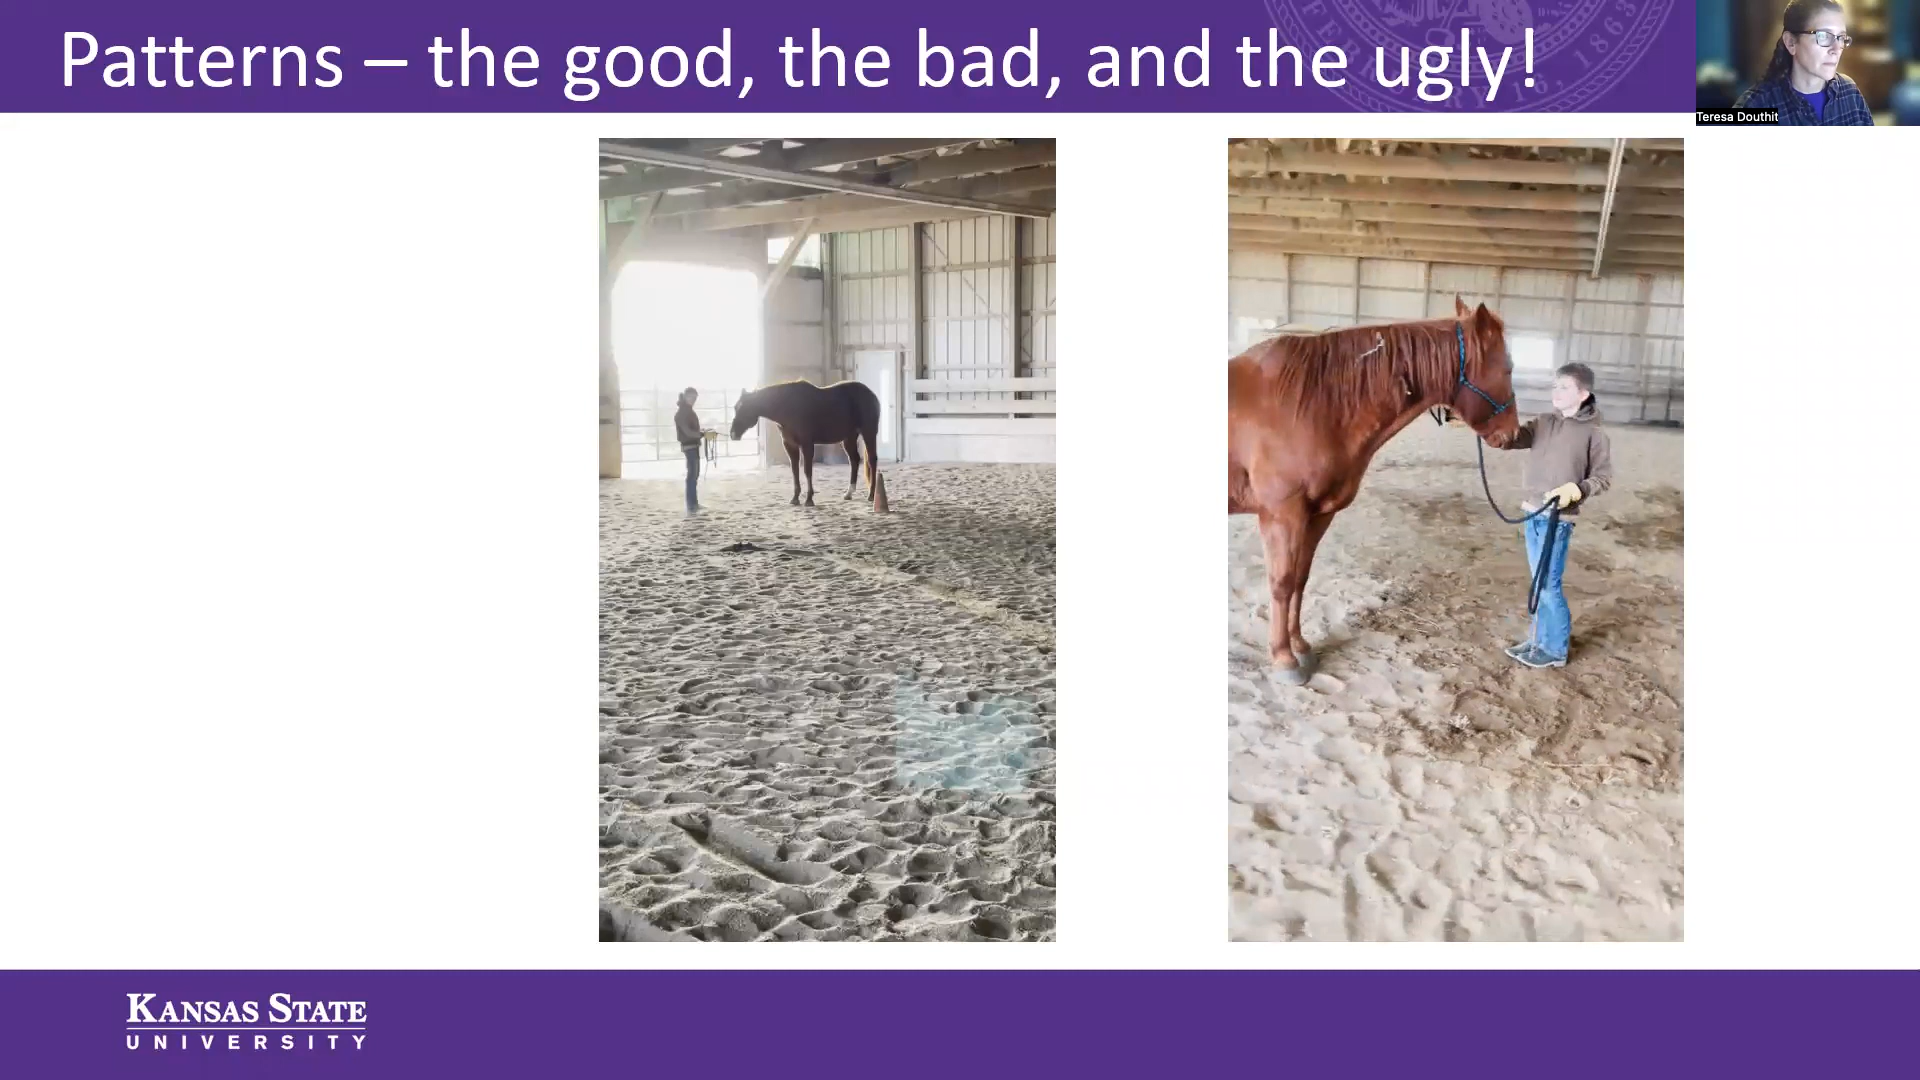 Patterns – the good, the bad, and the ugly!
Teresa Douthit
KANSAS STATE
UNIVERSITY